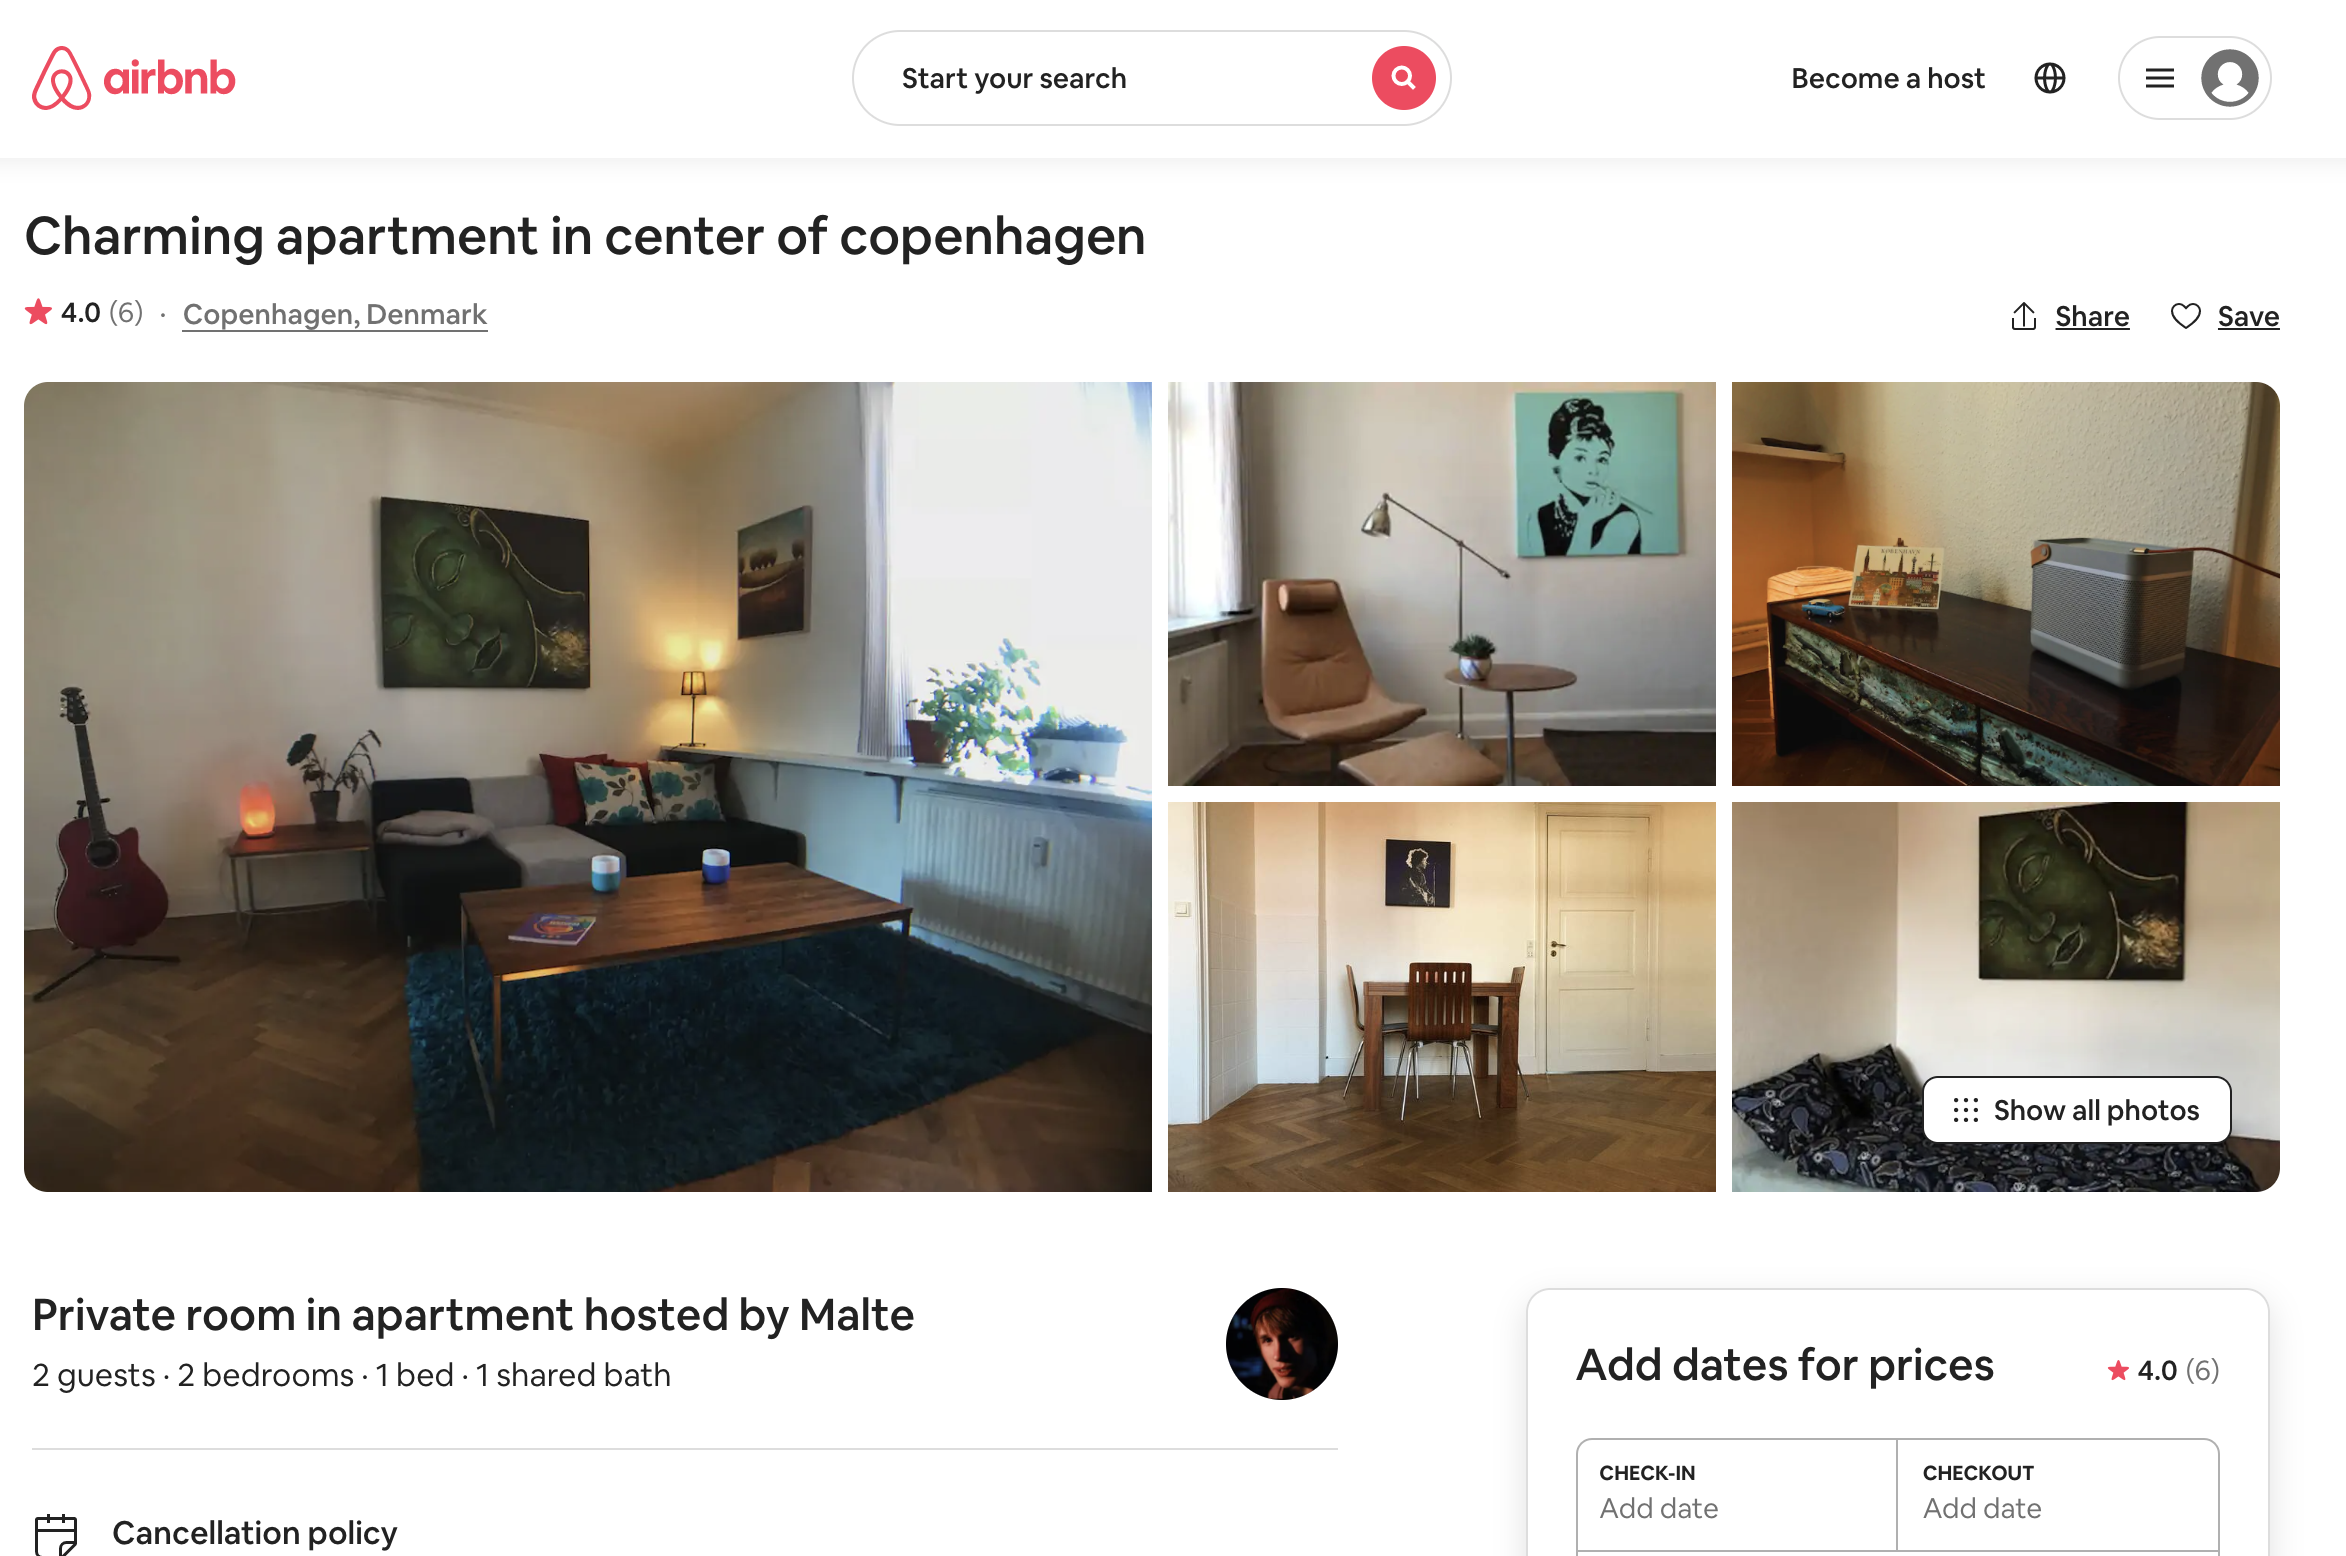 airbnb
Start your search
Become a host
Charming apartment in center of copenhagen
4.0 (6) · Copenhagen, Denmark
Share
Save
KØBENHAVN
Show all photos
Private room in apartment hosted by Malte
2 guests · 2 bedrooms · 1 bed · 1 shared bath
Add dates for prices
4.0 (6)
CHECK-IN
Add date
CHECKOUT
Add date
Cancellation policy